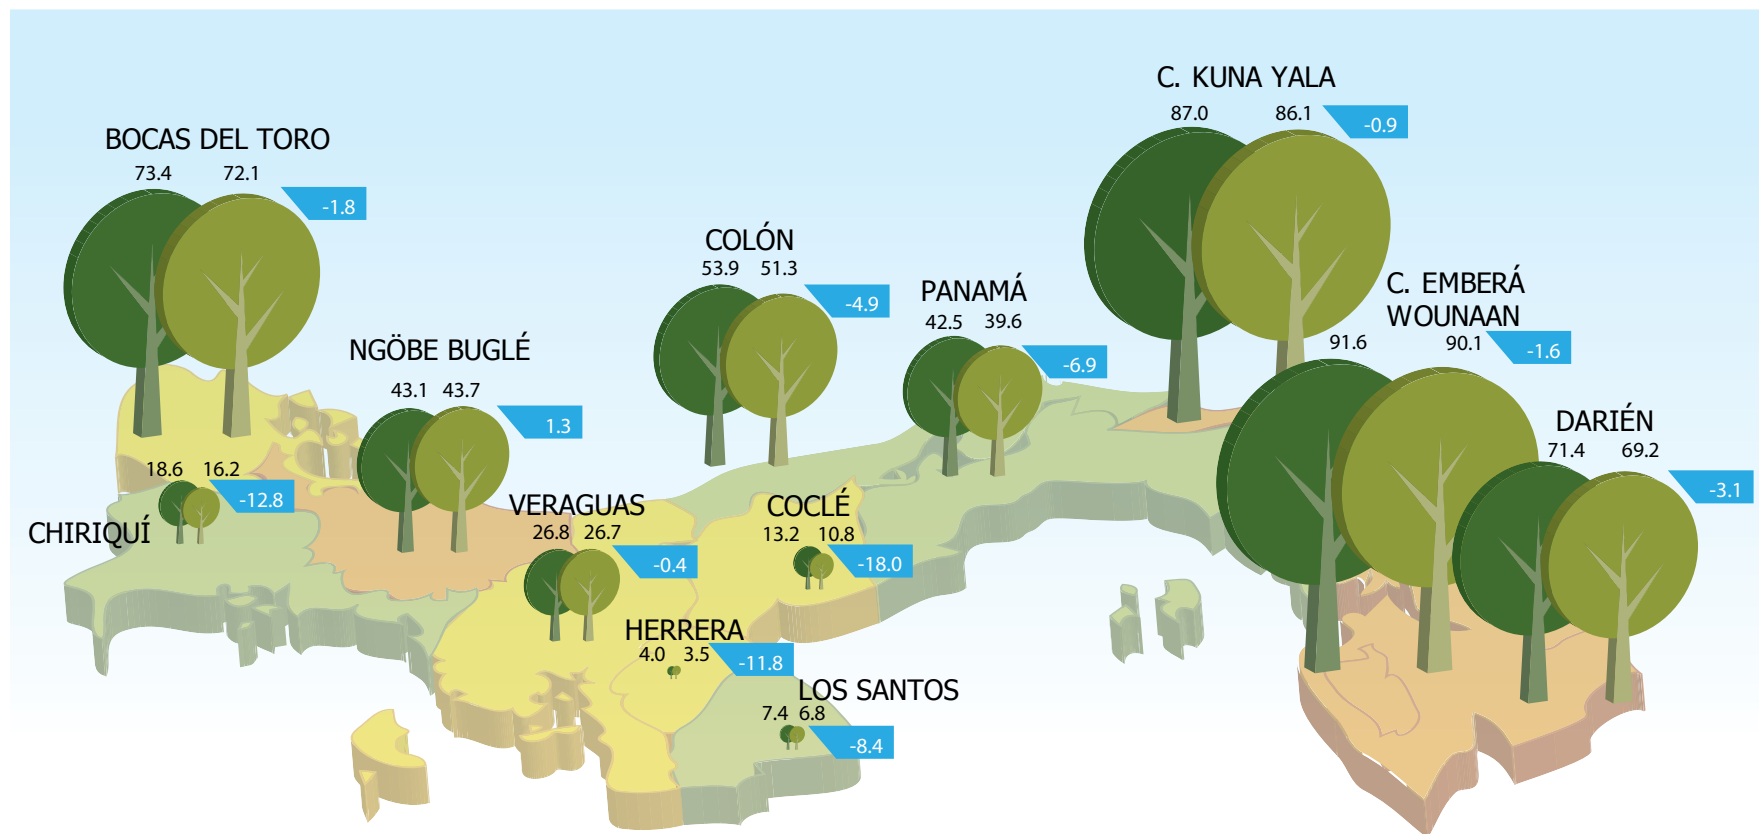 BOCAS DEL TORO
73.4 72.1
-1.8
NGÖBE BUGLÉ
43.1 43.7
1.3
18.6 16.2
-12.8
CHIRIQUÍ
VERAGUAS
26.8 26.7
-0.4
COLÓN
53.9 51.3
-4.9
PANAMÁ
42.5 39.6
-6.9
COCLÉ
13.2 10.8
-18.0
HERRERA
4.0 3.5
-11.8
LOS SANTOS
7.4 6.8
-8.4
C. KUNA YALA
87.0 86.1
-0.9
C. EMBERÁ
WOUNAAN
91.6 90.1
-1.6
DARIÉN
71.4 69.2
-3.1